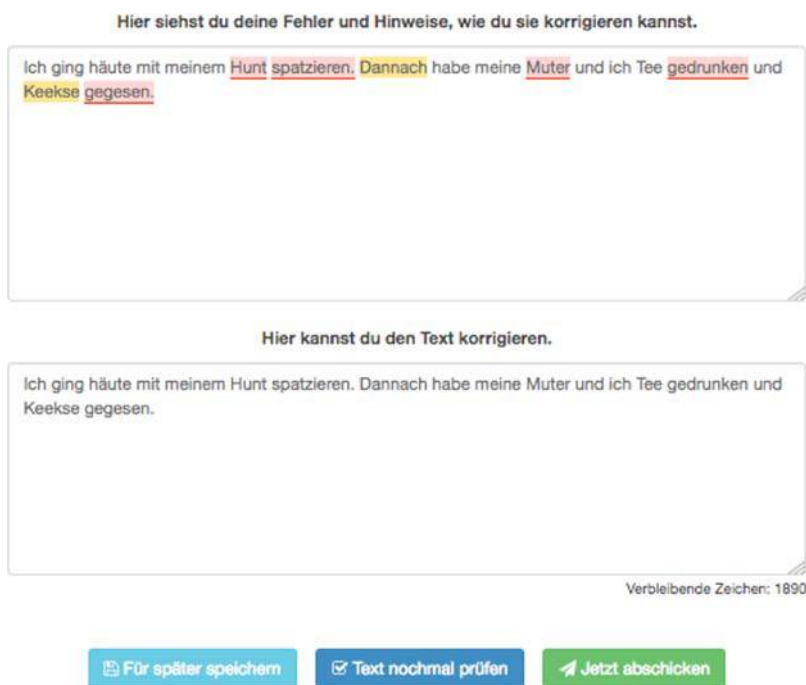 Hier siehst du deine Fehler und Hinweise, wie du sie korrigieren kannst.
Ich ging häute mit meinem Hunt spatzieren. Dannach habe meine Muter und ich Tee gedrunken und
Keekse gegesen.
Hier kannst du den Text korrigieren.
Ich ging häute mit meinem Hunt spatzieren. Dannach habe meine Muter und ich Tee gedrunken und
Keekse gegesen.
Verbleibende Zeichen: 1890
Für später speichern Text nochmal prüfen Jetzt abschicken